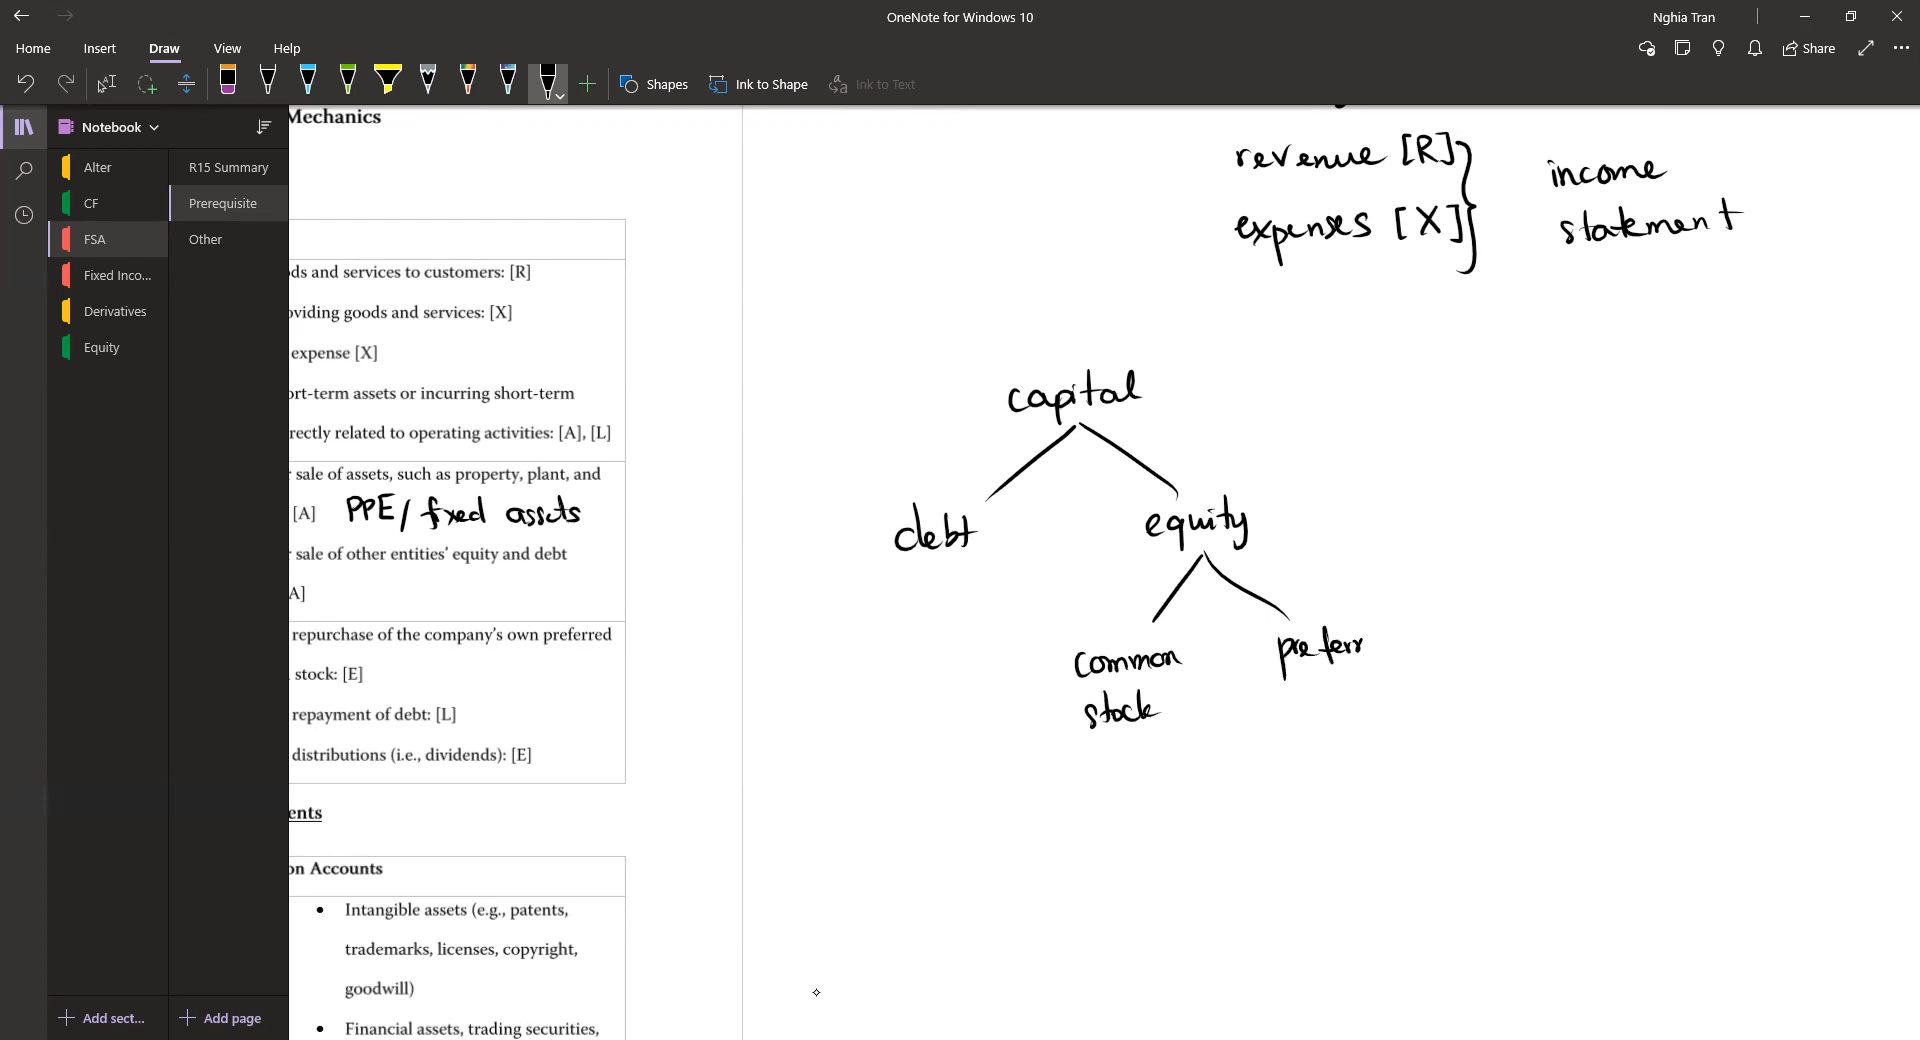 OneNote for Windows 10
Nghia Tran
Home Insert Draw View Help
Share
Shapes Ink to Shape Ink to Text
Notebook
Alter
CF
FSA
Fixed Inco...
Derivatives
Equity
R15 Summary
Prerequisite
Other
Add sect...
Add page
Mechanics
ds and services to customers: [R]
oviding goods and services: [X]
expense [X]
ort-term assets or incurring short-term
rectly related to operating activities: [A], [L]
r sale of assets, such as property, plant, and
[A] PPE/ fixed assets
r sale of other entities’ equity and debt
A]
repurchase of the company’s own preferred
stock: [E]
repayment of debt: [L]
distributions (i.e., dividends): [E]
ents
on Accounts
• Intangible assets (e.g., patents,
trademarks, licenses, copyright,
goodwill)
• Financial assets, trading securities,
revenue [R]
expenses [X]
income
statement
capital
debt equity
common preferr
stock